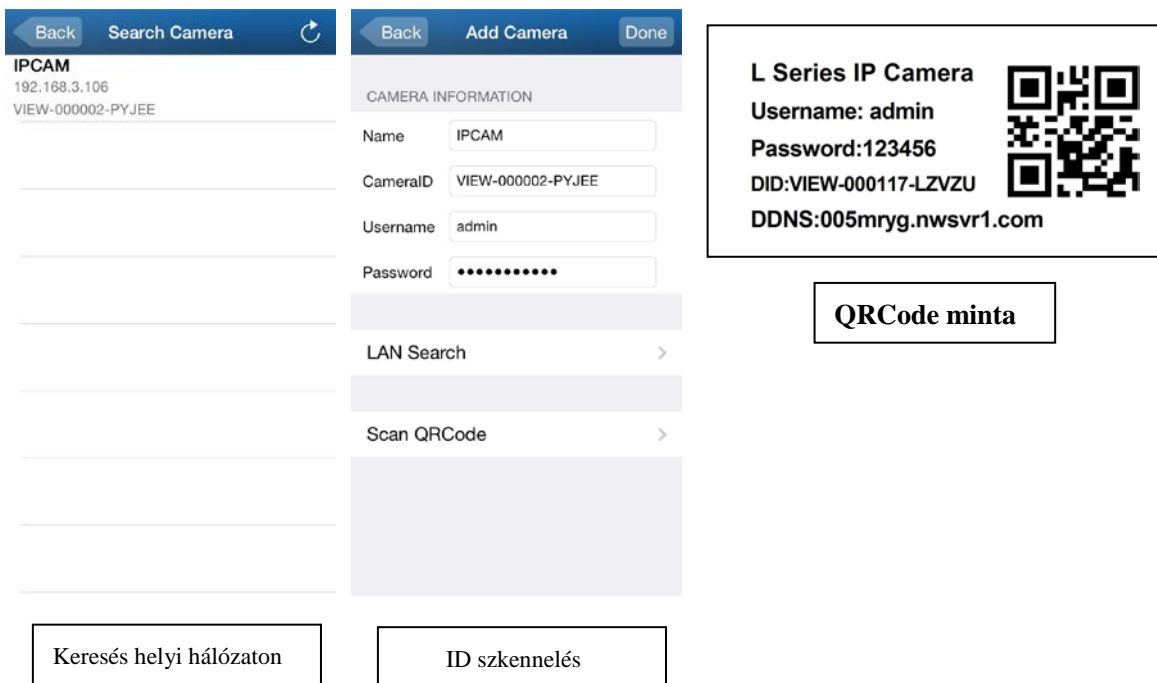 Back Search Camera
IPCAM
192.168.3.106
VIEW-000002-PYJEE
Keresés helyi hálózaton
Back Add Camera Done
CAMERA INFORMATION
Name IPCAM
CameraID VIEW-000002-PYJEE
Username admin
Password •••••••••••
LAN Search
Scan QRCode
ID szkennelés
L Series IP Camera
Username: admin
Password:123456
DID:VIEW-000117-LZVZU
DDNS:005mryg.nwsvr1.com
QRCode minta